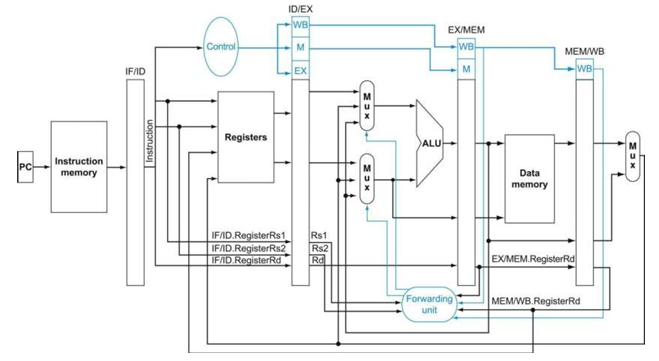 ID/EX
WB
EX/MEM
Control
M
WB
MEM/WB
IF/ID
EX
M
WB
Mux
Registers
Instruction
ALU
Mux
PC
Instruction
memory
Mux
Data
memory
IF/ID.RegisterRs1
Rs1
IF/ID.RegisterRs2
Rs2
IF/ID.RegisterRd
Rd
EX/MEM.RegisterRd
Forwarding
unit
MEM/WB.RegisterRd